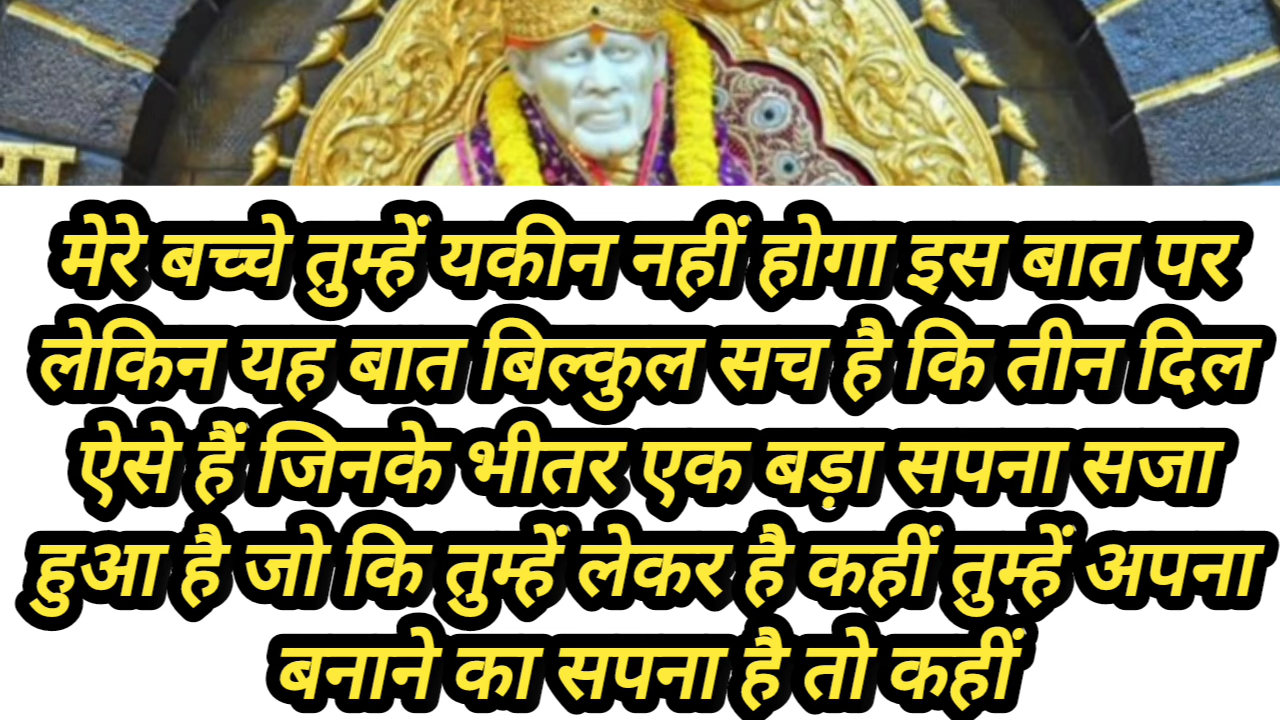 मेरे बच्चे तुम्हें यकीन नहीं होगा इस बात पर
लेकिन यह बात बिल्कुल सच है कि तीन दिल
ऐसे हैं जिनके भीतर एक बड़ा सपना सजा
हुआ है जो कि तुम्हें लेकर है कहीं तुम्हें अपना
बनाने का सपना है तो कहीं